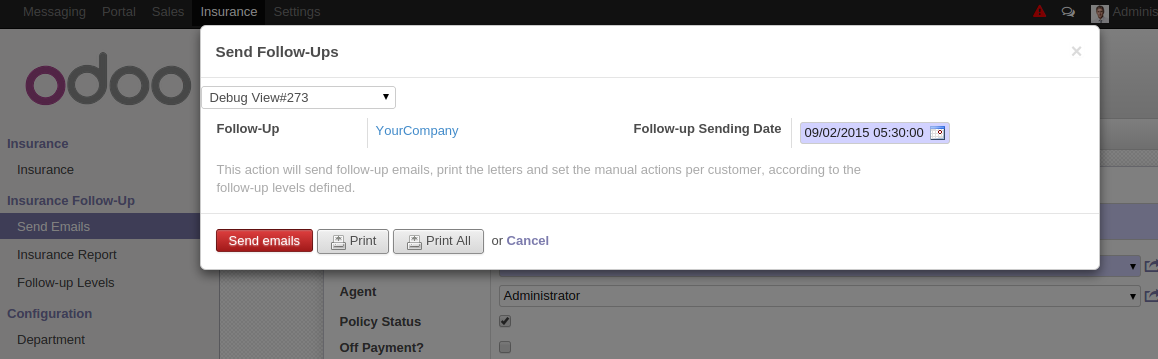 Messaging Portal Sales Insurance Settings Adminis
odoo
Send Follow-Ups ×
Debug View#273
Follow-Up YourCompany Follow-up Sending Date 09/02/2015 05:30:00
This action will send follow-up emails, print the letters and set the manual actions per customer, according to the
follow-up levels defined.
Send emails Print Print All or Cancel
Insurance
Insurance
Insurance Follow-Up
Send Emails
Insurance Report
Follow-up Levels
Configuration
Department
Agent Administrator
Policy Status
Off Payment?